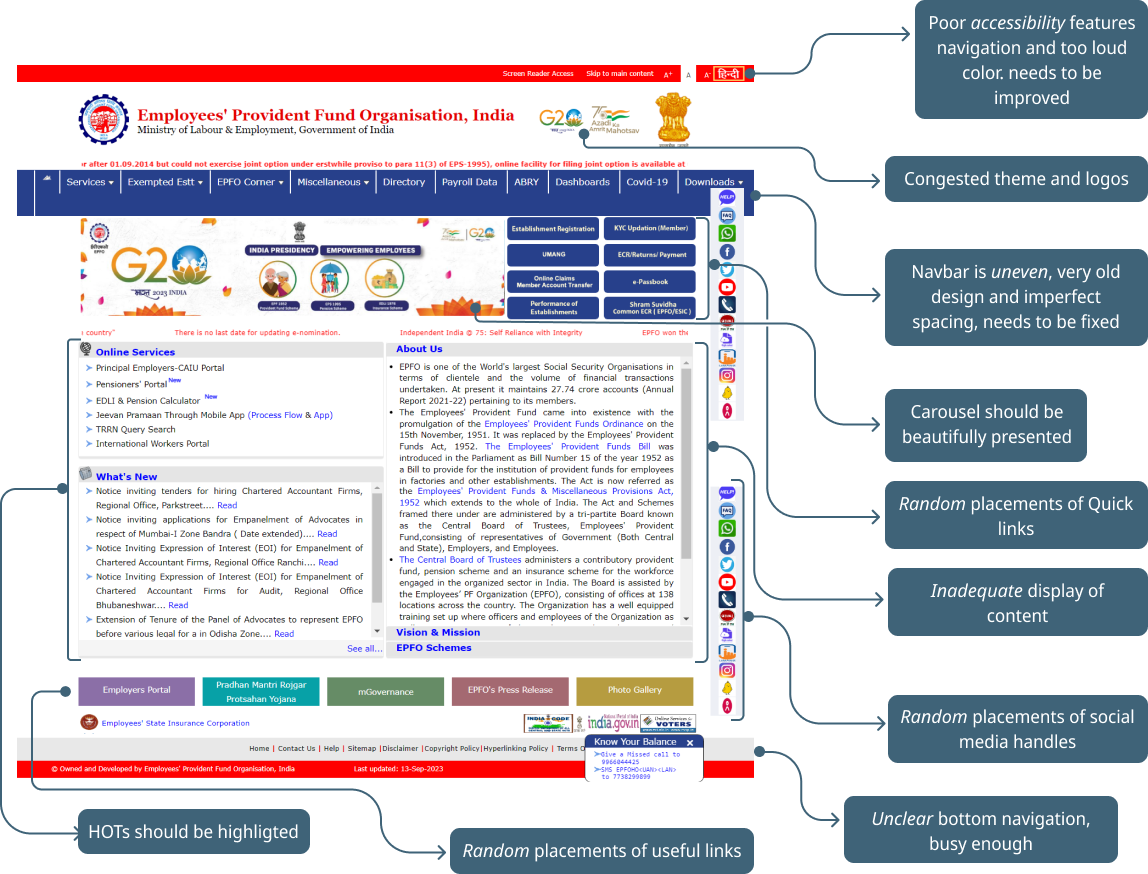 Poor accessibility features
navigation and too loud
color. needs to be
improved
Screen Reader Access
Skip to main content
A+
A
A-
हिन्दी
Employees' Provident Fund Organisation, India
Ministry of Labour & Employment, Government of India
G20
75
Azadi Ka
Amrit Mahotsav
Congested theme and logos
r after 01.09.2014 but could not exercise joint option under erstwhile proviso to para 11(3) of EPS-1995), online facility for filing joint option is available at
Services
Exempted Estt
EPFO Corner
Miscellaneous
Directory
Payroll Data
ABRY
Dashboards
Covid-19
Downloads
Navbar is uneven, very old
design and imperfect
spacing, needs to be fixed
EPFO
G20
भारत 2023 INDIA
INDIA PRESIDENCY
EMPOWERING EMPLOYEES
G20
Establishment Registration
KYC Updation (Member)
UMANG
ECR/Returns/ Payment
Online Claims
Member Account Transfer
e-Passbook
Performance of
Establishments
Shram Suvidha
Common ECR ( EPFO/ESIC )
HELP!
FAQ
country"
There is no last date for updating e-nomination.
Independent India @ 75: Self Reliance with Integrity
EPFO won the
Carousel should be
beautifully presented
Online Services
Principal Employers-CAIU Portal
Pensioners' Portal New
EDLI & Pension Calculator New
Jeevan Pramaan Through Mobile App (Process Flow & App)
TRRN Query Search
International Workers Portal
What's New
Notice inviting tenders for hiring Chartered Accountant Firms,
Regional Office, Parkstreet.... Read
Notice inviting applications for Empanelment of Advocates in
respect of Mumbai-I Zone Bandra ( Date extended).... Read
Notice Inviting Expression of Interest (EOI) for Empanelment of
Chartered Accountant Firms, Regional Office Ranchi.... Read
Notice Inviting Expression of Interest (EOI) for Empanelment of
Chartered Accountant Firms for Audit, Regional Office
Bhubaneshwar.... Read
Extension of Tenure of the Panel of Advocates to represent EPFO
before various legal for a in Odisha Zone.... Read
See all...
About Us
EPFO is one of the World's largest Social Security Organisations in
terms of clientele and the volume of financial transactions
undertaken. At present it maintains 27.74 crore accounts (Annual
Report 2021-22) pertaining to its members.
The Employees' Provident Fund came into existence with the
promulgation of the Employees' Provident Funds Ordinance on the
15th November, 1951. It was replaced by the Employees' Provident
Funds Act, 1952. The Employees' Provident Funds Bill was
introduced in the Parliament as Bill Number 15 of the year 1952 as
a Bill to provide for the institution of provident funds for employees
in factories and other establishments. The Act is now referred as
the Employees' Provident Funds & Miscellaneous Provisions Act,
1952 which extends to the whole of India. The Act and Schemes
framed there under are administered by a tri-partite Board known
as the Central Board of Trustees, Employees' Provident
Fund,consisting of representatives of Government (Both Central
and State), Employers, and Employees.
The Central Board of Trustees administers a contributory provident
fund, pension scheme and an insurance scheme for the workforce
engaged in the organized sector in India. The Board is assisted by
the Employees' PF Organization (EPFO), consisting of offices at 138
locations across the country. The Organization has a well equipped
training set up where officers and employees of the Organization as
Vision & Mission
EPFO Schemes
Random placements of Quick
links
HELP!
FAQ
Inadequate display of
content
Random placements of social
media handles
Employers Portal
Pradhan Mantri Rojgar
Protsahan Yojana
mGovernance
EPFO's Press Release
Photo Gallery
Employees' State Insurance Corporation
INDIA CODE
india.gov.in
Online Services for
VOTERS
Home | Contact Us | Help | Sitemap |Disclaimer |Copyright Policy|Hyperlinking Policy | Terms O
Know Your Balance X
Give a Missed call to
9966044425
SMS EPFOHO<UAN><LAN>
to 7738299899
© Owned and Developed by Employees' Provident Fund Organisation, India
Last updated: 13-Sep-2023
Unclear bottom navigation,
busy enough
HOTs should be highligted
Random placements of useful links